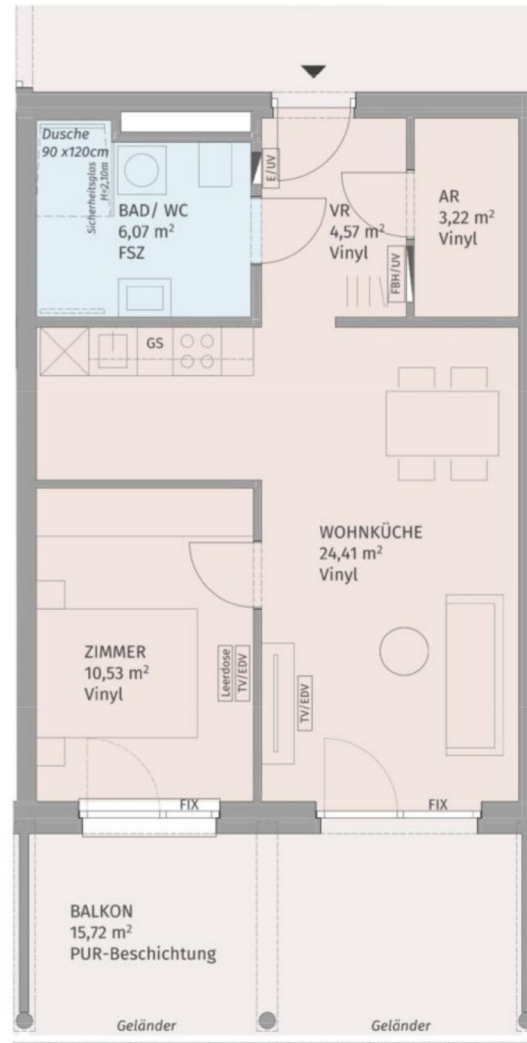 Dusche
90 x120cm
Sicherheitsglas
H=2,10m
BAD/ WC
6,07 m²
FSZ
E/UV
VR
4,57 m²
Vinyl
AR
3,22 m²
Vinyl
FBH/UV
GS
WOHNKÜCHE
24,41 m²
Vinyl
ZIMMER
10,53 m²
Vinyl
Leerdose
TV/EDV
TV/EDV
FIX
FIX
BALKON
15,72 m²
PUR-Beschichtung
Geländer
Geländer